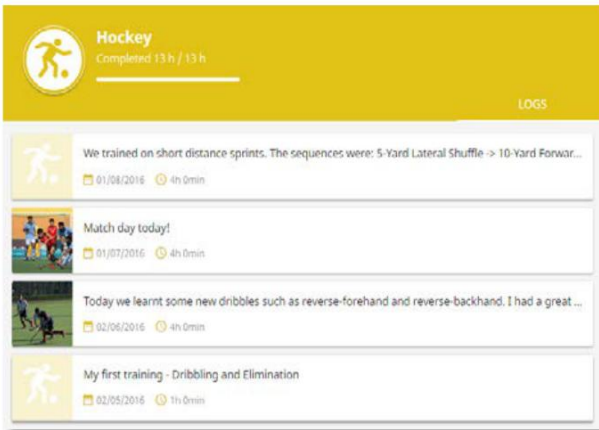 Hockey
Completed 13 h / 13 h
LOGS
We trained on short distance sprints. The sequences were: 5-Yard Lateral Shuffle -> 10-Yard Forwar...
01/08/2016 4h 0min
Match day today!
01/07/2016 4h 0min
Today we learnt some new dribbles such as reverse-forehand and reverse-backhand. I had a great ...
02/06/2016 4h 0min
My first training - Dribbling and Elimination
02/05/2016 1h 0min